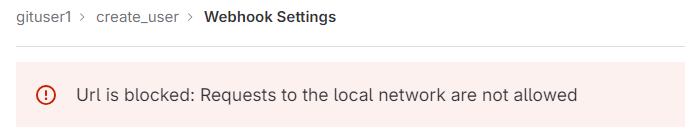 gituser1 > create_user > Webhook Settings
Url is blocked: Requests to the local network are not allowed